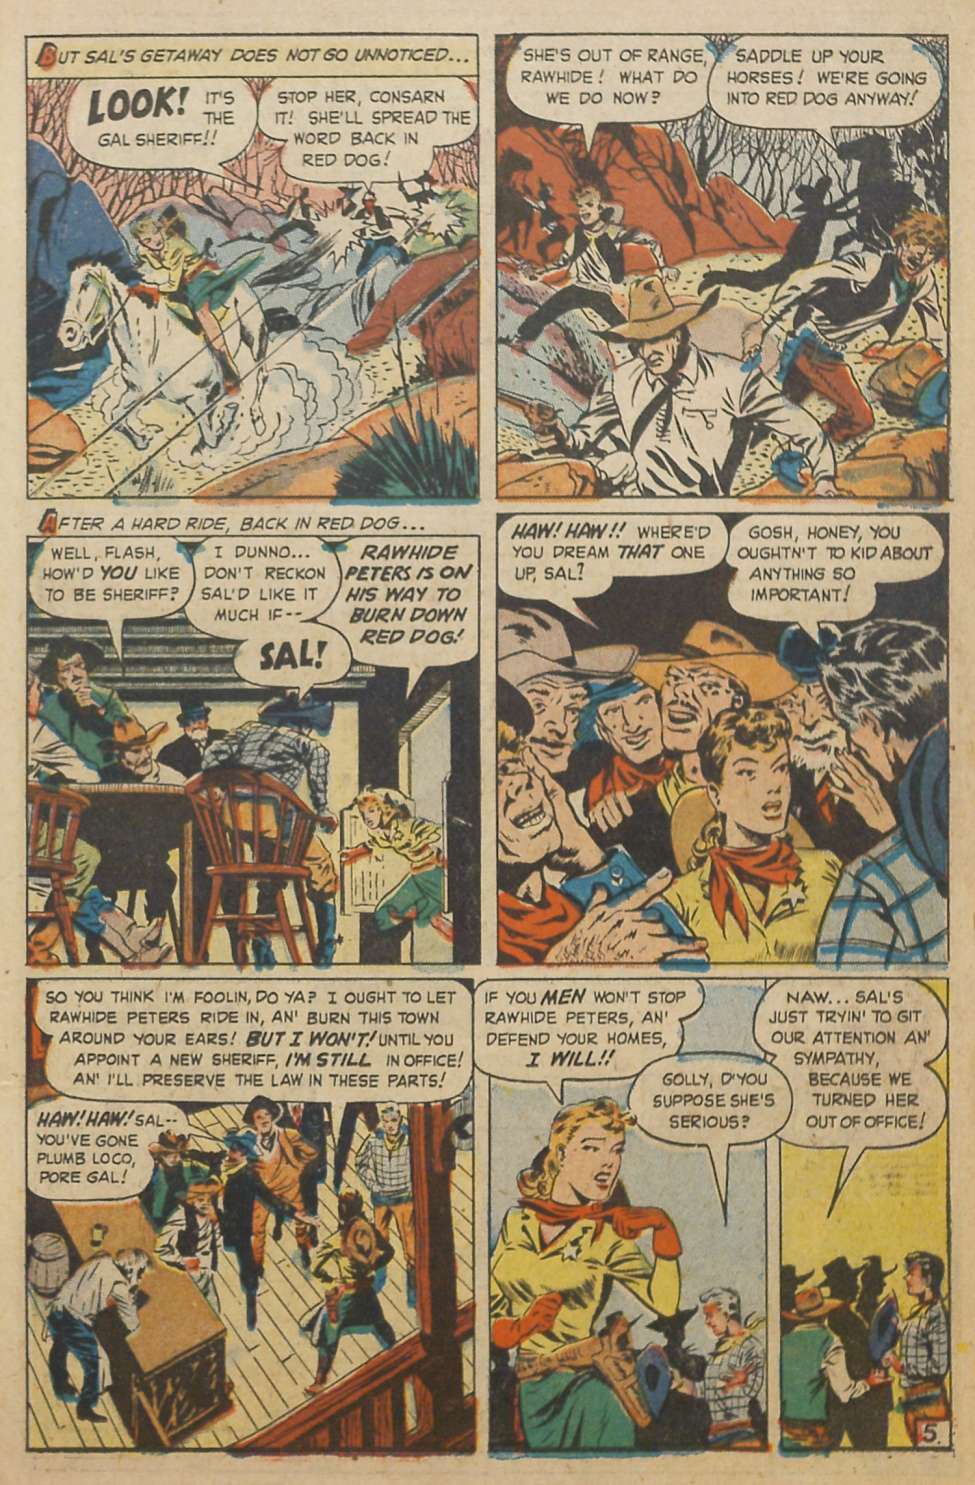 BUT SAL'S GETAWAY DOES NOT GO UNNOTICED...
LOOK! IT'S
THE
GAL SHERIFF!!
STOP HER, CONSARN
IT! SHE'LL SPREAD THE
WORD BACK IN
RED DOG!
SHE'S OUT OF RANGE,
RAWHIDE! WHAT DO
WE DO NOW?
SADDLE UP YOUR
HORSES! WE'RE GOING
INTO RED DOG ANYWAY!
AFTER A HARD RIDE, BACK IN RED DOG...
WELL, FLASH,
HOW'D YOU LIKE
TO BE SHERIFF?
I DUNNO...
DON'T RECKON
SAL'D LIKE IT
MUCH IF--
SAL!
RAWHIDE
PETERS IS ON
HIS WAY TO
BURN DOWN
RED DOG!
HAW! HAW!! WHERE'D
YOU DREAM THAT ONE
UP, SAL?
GOSH, HONEY, YOU
OUGHTN'T TO KID ABOUT
ANYTHING SO
IMPORTANT!
SO YOU THINK I'M FOOLIN, DO YA? I OUGHT TO LET
RAWHIDE PETERS RIDE IN, AN' BURN THIS TOWN
AROUND YOUR EARS! BUT I WON'T! UNTIL YOU
APPOINT A NEW SHERIFF, I'M STILL IN OFFICE!
AN' I'LL PRESERVE THE LAW IN THESE PARTS!
HAW! HAW! SAL--
YOU'VE GONE
PLUMB LOCO,
PORE GAL!
IF YOU MEN WON'T STOP
RAWHIDE PETERS, AN'
DEFEND YOUR HOMES,
I WILL!!
GOLLY, D'YOU
SUPPOSE SHE'S
SERIOUS?
NAW... SAL'S
JUST TRYIN' TO GIT
OUR ATTENTION AN'
SYMPATHY,
BECAUSE WE
TURNED HER
OUT OF OFFICE!
5.